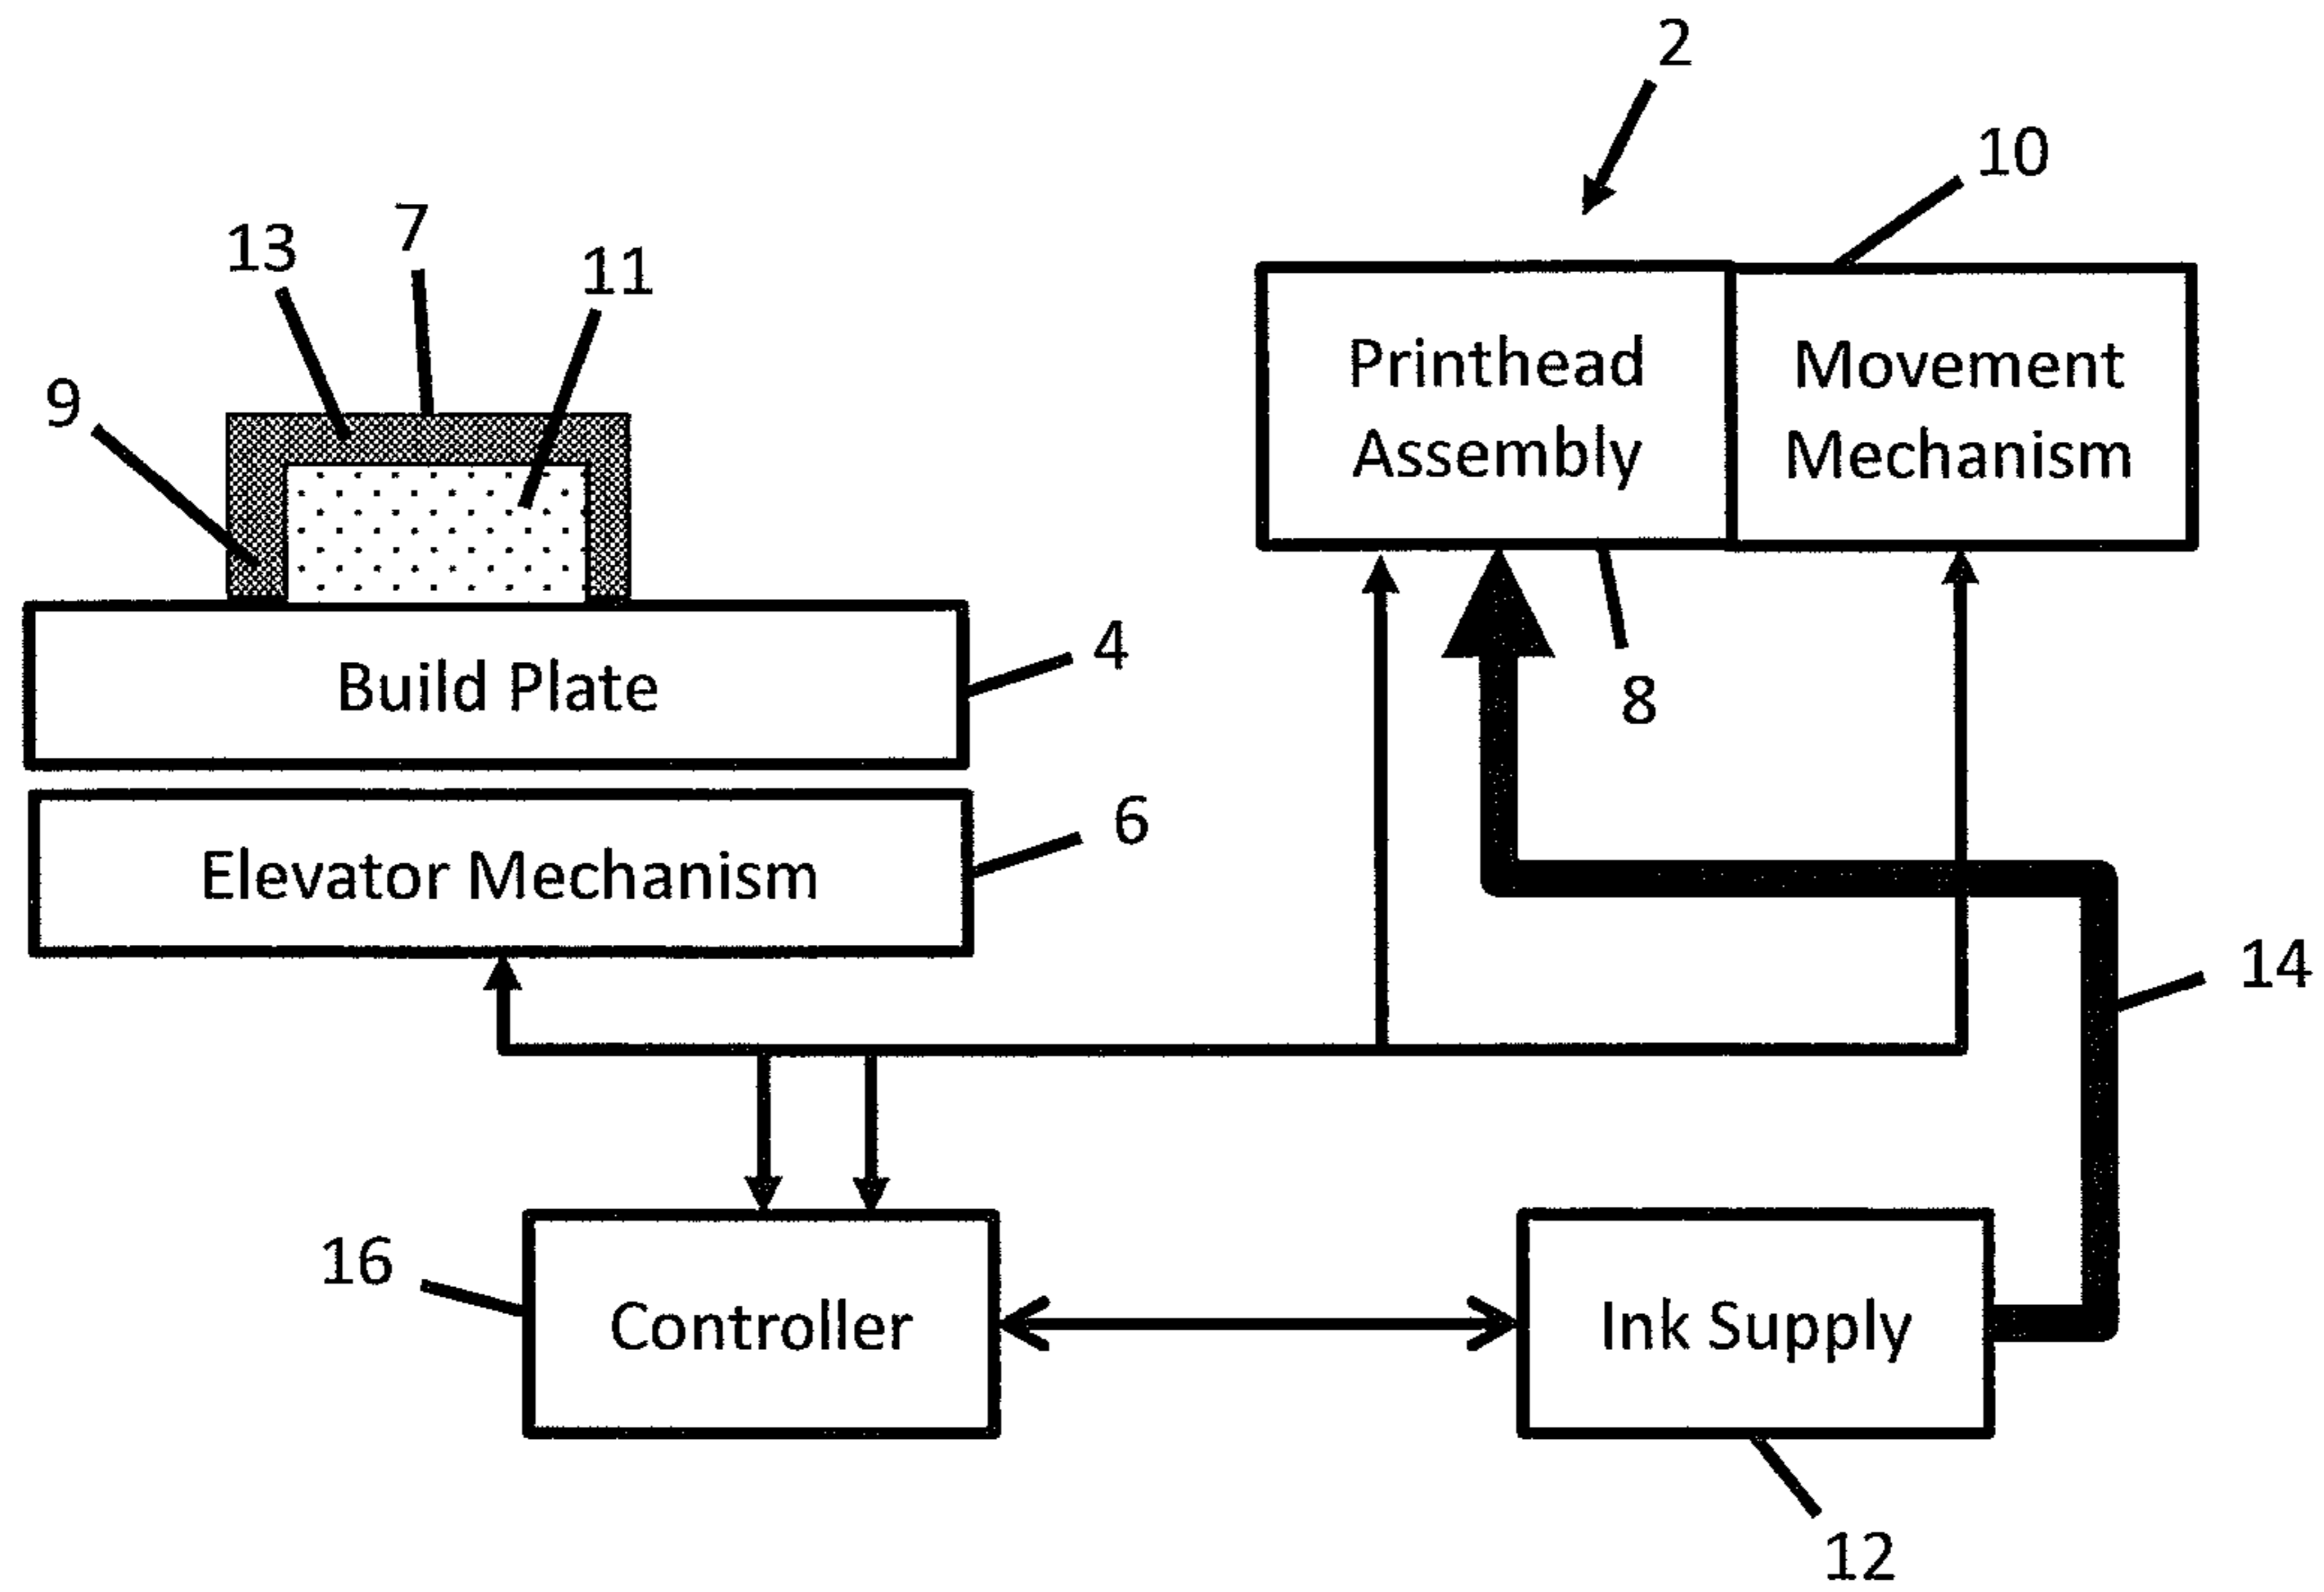 2
10
7
13
11
Printhead
Assembly
Movement
Mechanism
9
4
Build Plate
8
6
Elevator Mechanism
14
16
Controller
Ink Supply
12